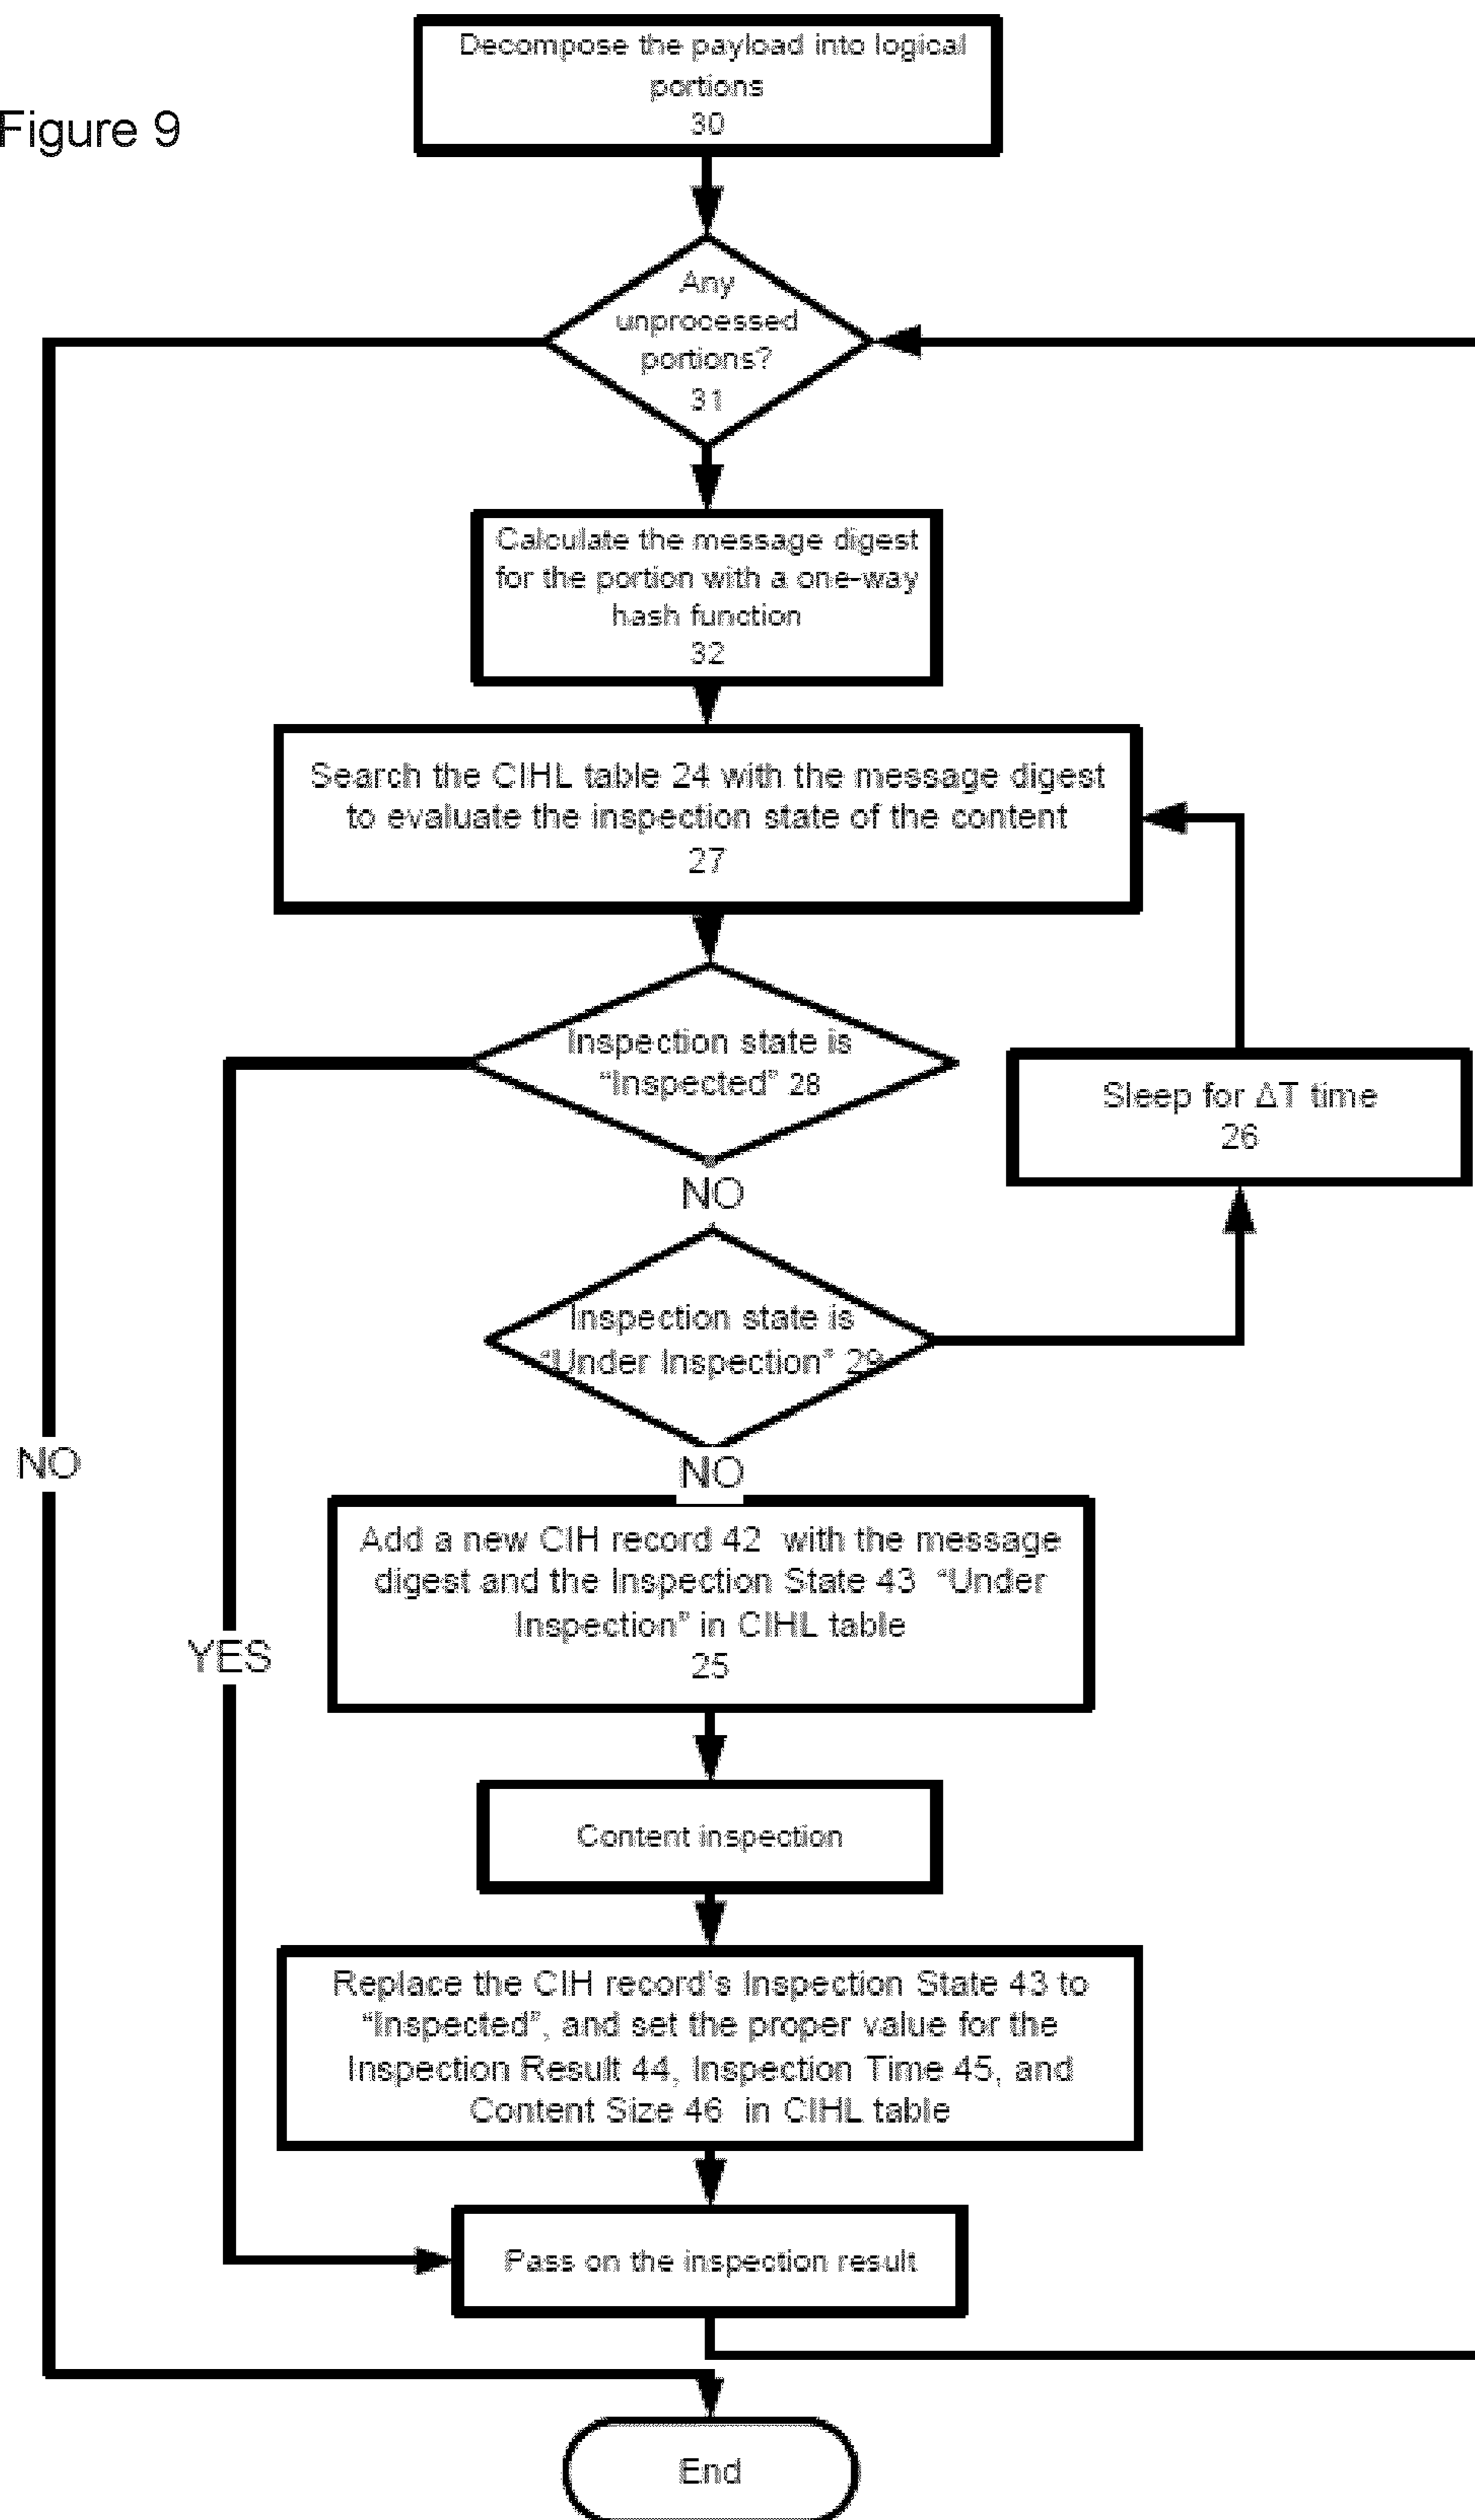 Figure 9
Decompose the payload into logical
portions
30
Any
unprocessed
portions?
31
Calculate the message digest
for the portion with a one-way
hash function
32
Search the CIHL table 24 with the message digest
to evaluate the inspection state of the content
27
Inspection state is
“Inspected” 28
NO
Sleep for ΔT time
26
Inspection state is
“Under Inspection” 29
NO
NO
Add a new CIH record 42 with the message
digest and the Inspection State 43 “Under
Inspection” in CIHL table
25
YES
Content inspection
Replace the CIH record's Inspection State 43 to
“Inspected”, and set the proper value for the
Inspection Result 44, Inspection Time 45, and
Content Size 46 in CIHL table
Pass on the inspection result
End